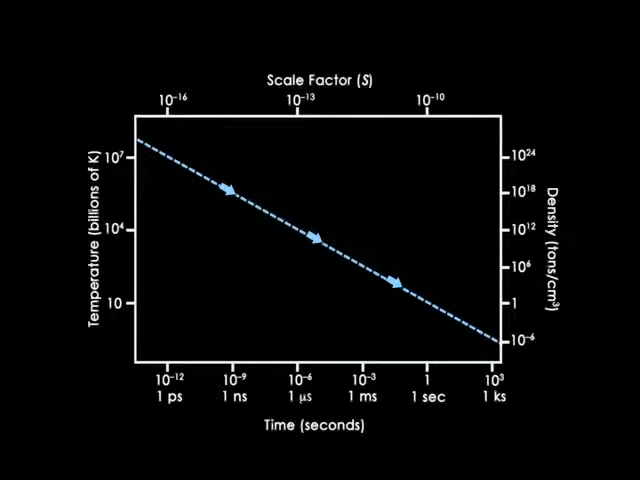 Scale Factor (S)
10⁻¹⁶ 10⁻¹³ 10⁻¹⁰
Temperature (billions of K)
10⁷
10⁴
10
10²⁴
10¹⁸
10¹²
10⁶
1
10⁻⁶
Density (tons/cm³)
10⁻¹² 10⁻⁹ 10⁻⁶ 10⁻³ 1 10³
1 ps 1 ns 1 µs 1 ms 1 sec 1 ks
Time (seconds)